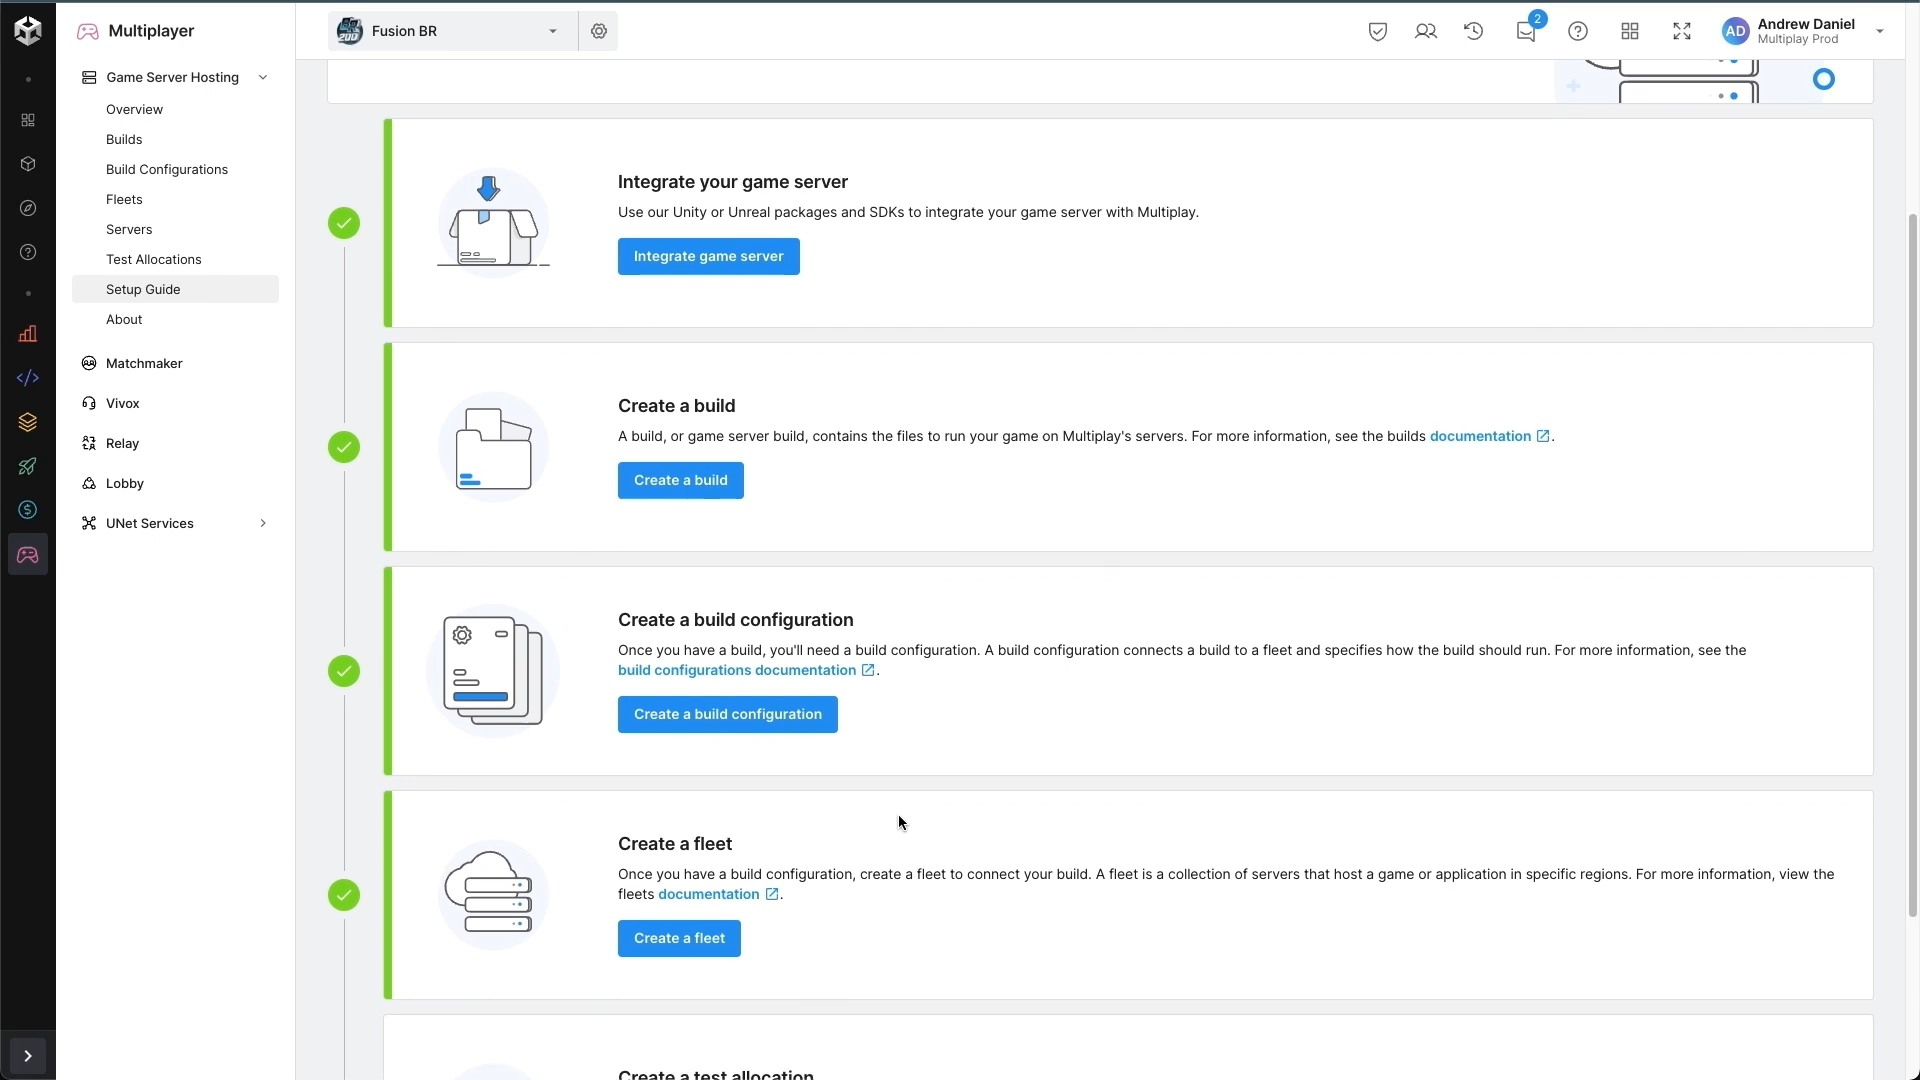 Multiplayer
Fusion BR
2
AD
Andrew Daniel
Multiplay Prod
Game Server Hosting
Overview
Builds
Build Configurations
Fleets
Servers
Test Allocations
Setup Guide
About
Matchmaker
Vivox
Relay
Lobby
UNet Services
Integrate your game server
Use our Unity or Unreal packages and SDKs to integrate your game server with Multiplay.
Integrate game server
Create a build
A build, or game server build, contains the files to run your game on Multiplay's servers. For more information, see the builds documentation.
Create a build
Create a build configuration
Once you have a build, you'll need a build configuration. A build configuration connects a build to a fleet and specifies how the build should run. For more information, see the
build configurations documentation.
Create a build configuration
Create a fleet
Once you have a build configuration, create a fleet to connect your build. A fleet is a collection of servers that host a game or application in specific regions. For more information, view the
fleets documentation.
Create a fleet
Create a test allocation